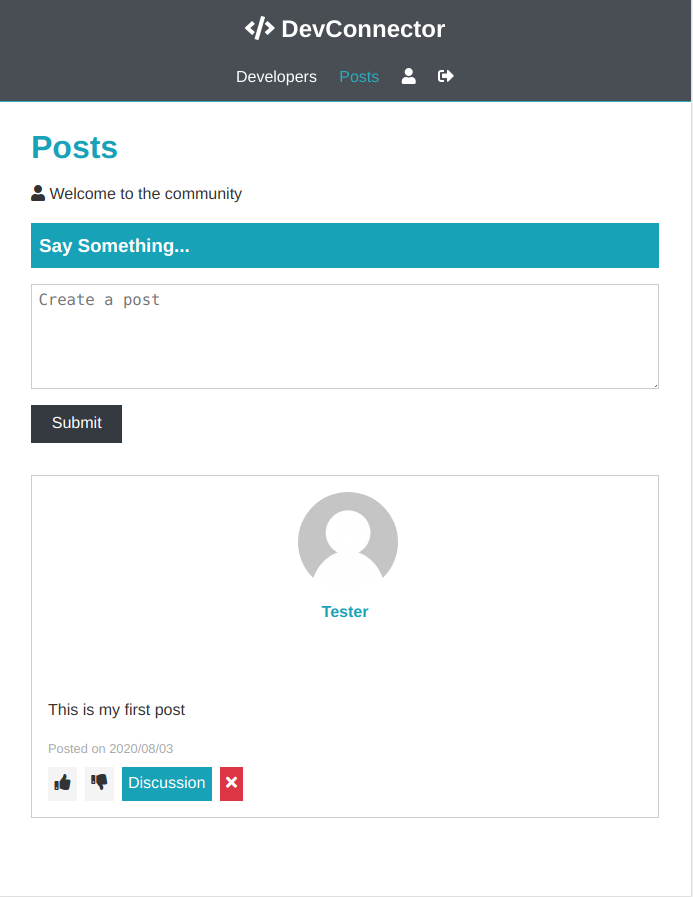 DevConnector
Developers Posts
Posts
Welcome to the community
Say Something...
Create a post
Submit
Tester
This is my first post
Posted on 2020/08/03
Discussion